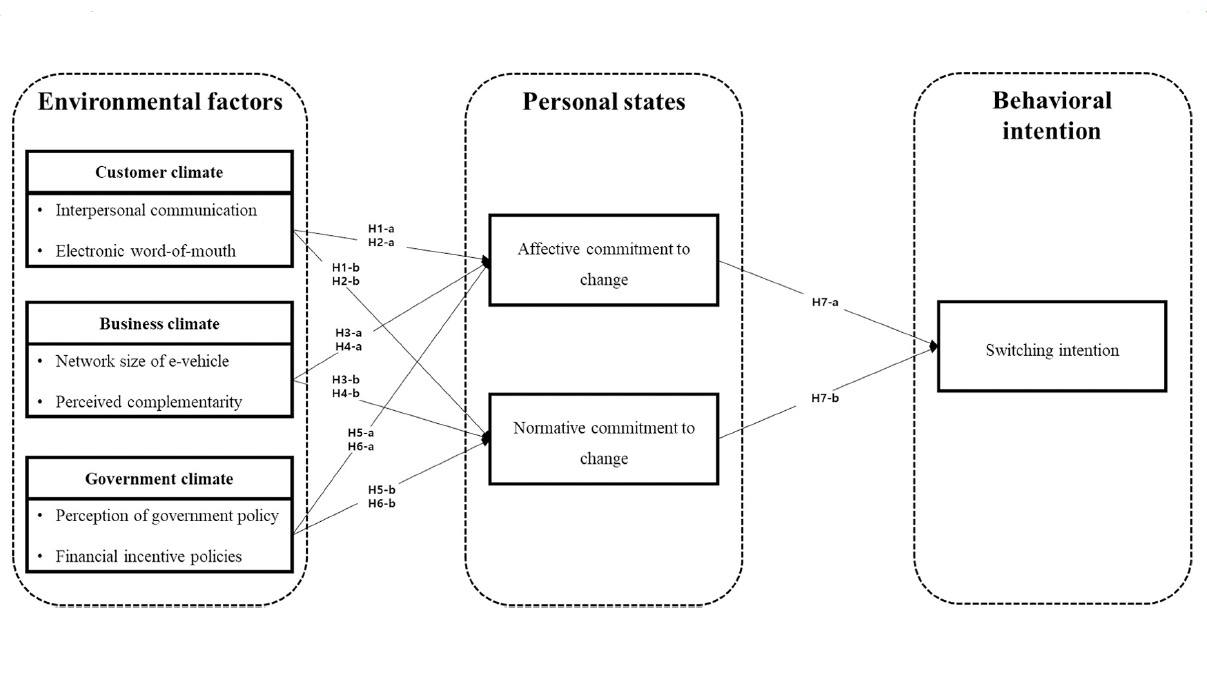 Environmental factors
Customer climate
• Interpersonal communication
• Electronic word-of-mouth
Business climate
• Network size of e-vehicle
• Perceived complementarity
Government climate
• Perception of government policy
• Financial incentive policies
H1-a
H2-a
H1-b
H2-b
H3-a
H4-a
H3-b
H4-b
H5-a
H6-a
H5-b
H6-b
Personal states
Affective commitment to
change
Normative commitment to
change
H7-a
H7-b
Behavioral
intention
Switching intention